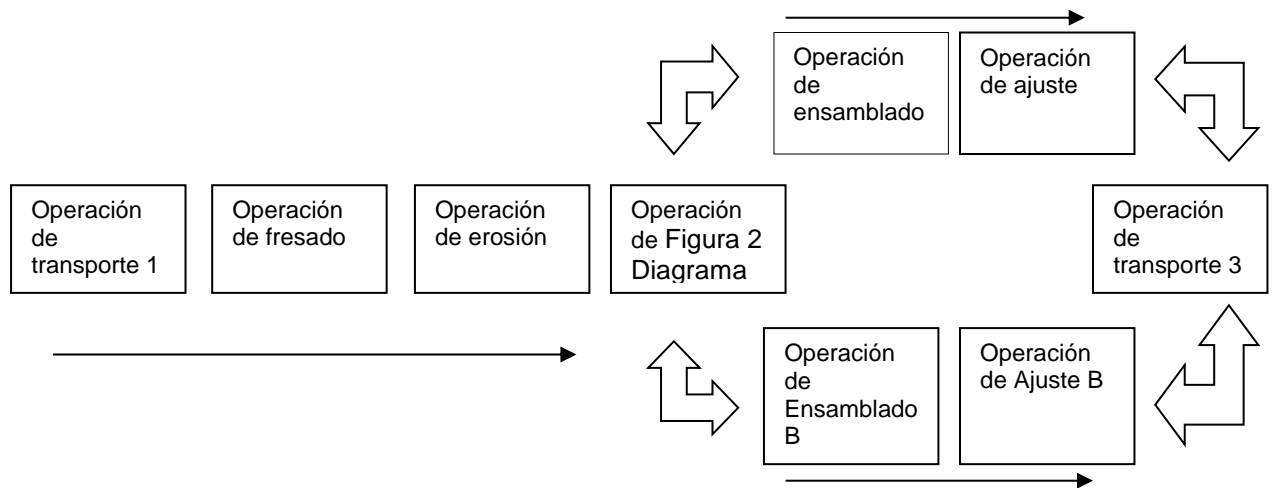 Operación
de
ensamblado
Operación
de ajuste
Operación
de
transporte 1
Operación
de fresado
Operación
de erosión
Operación
de Figura 2
Diagrama
Operación
de
transporte 3
Operación
de
Ensamblado
B
Operación
de Ajuste B